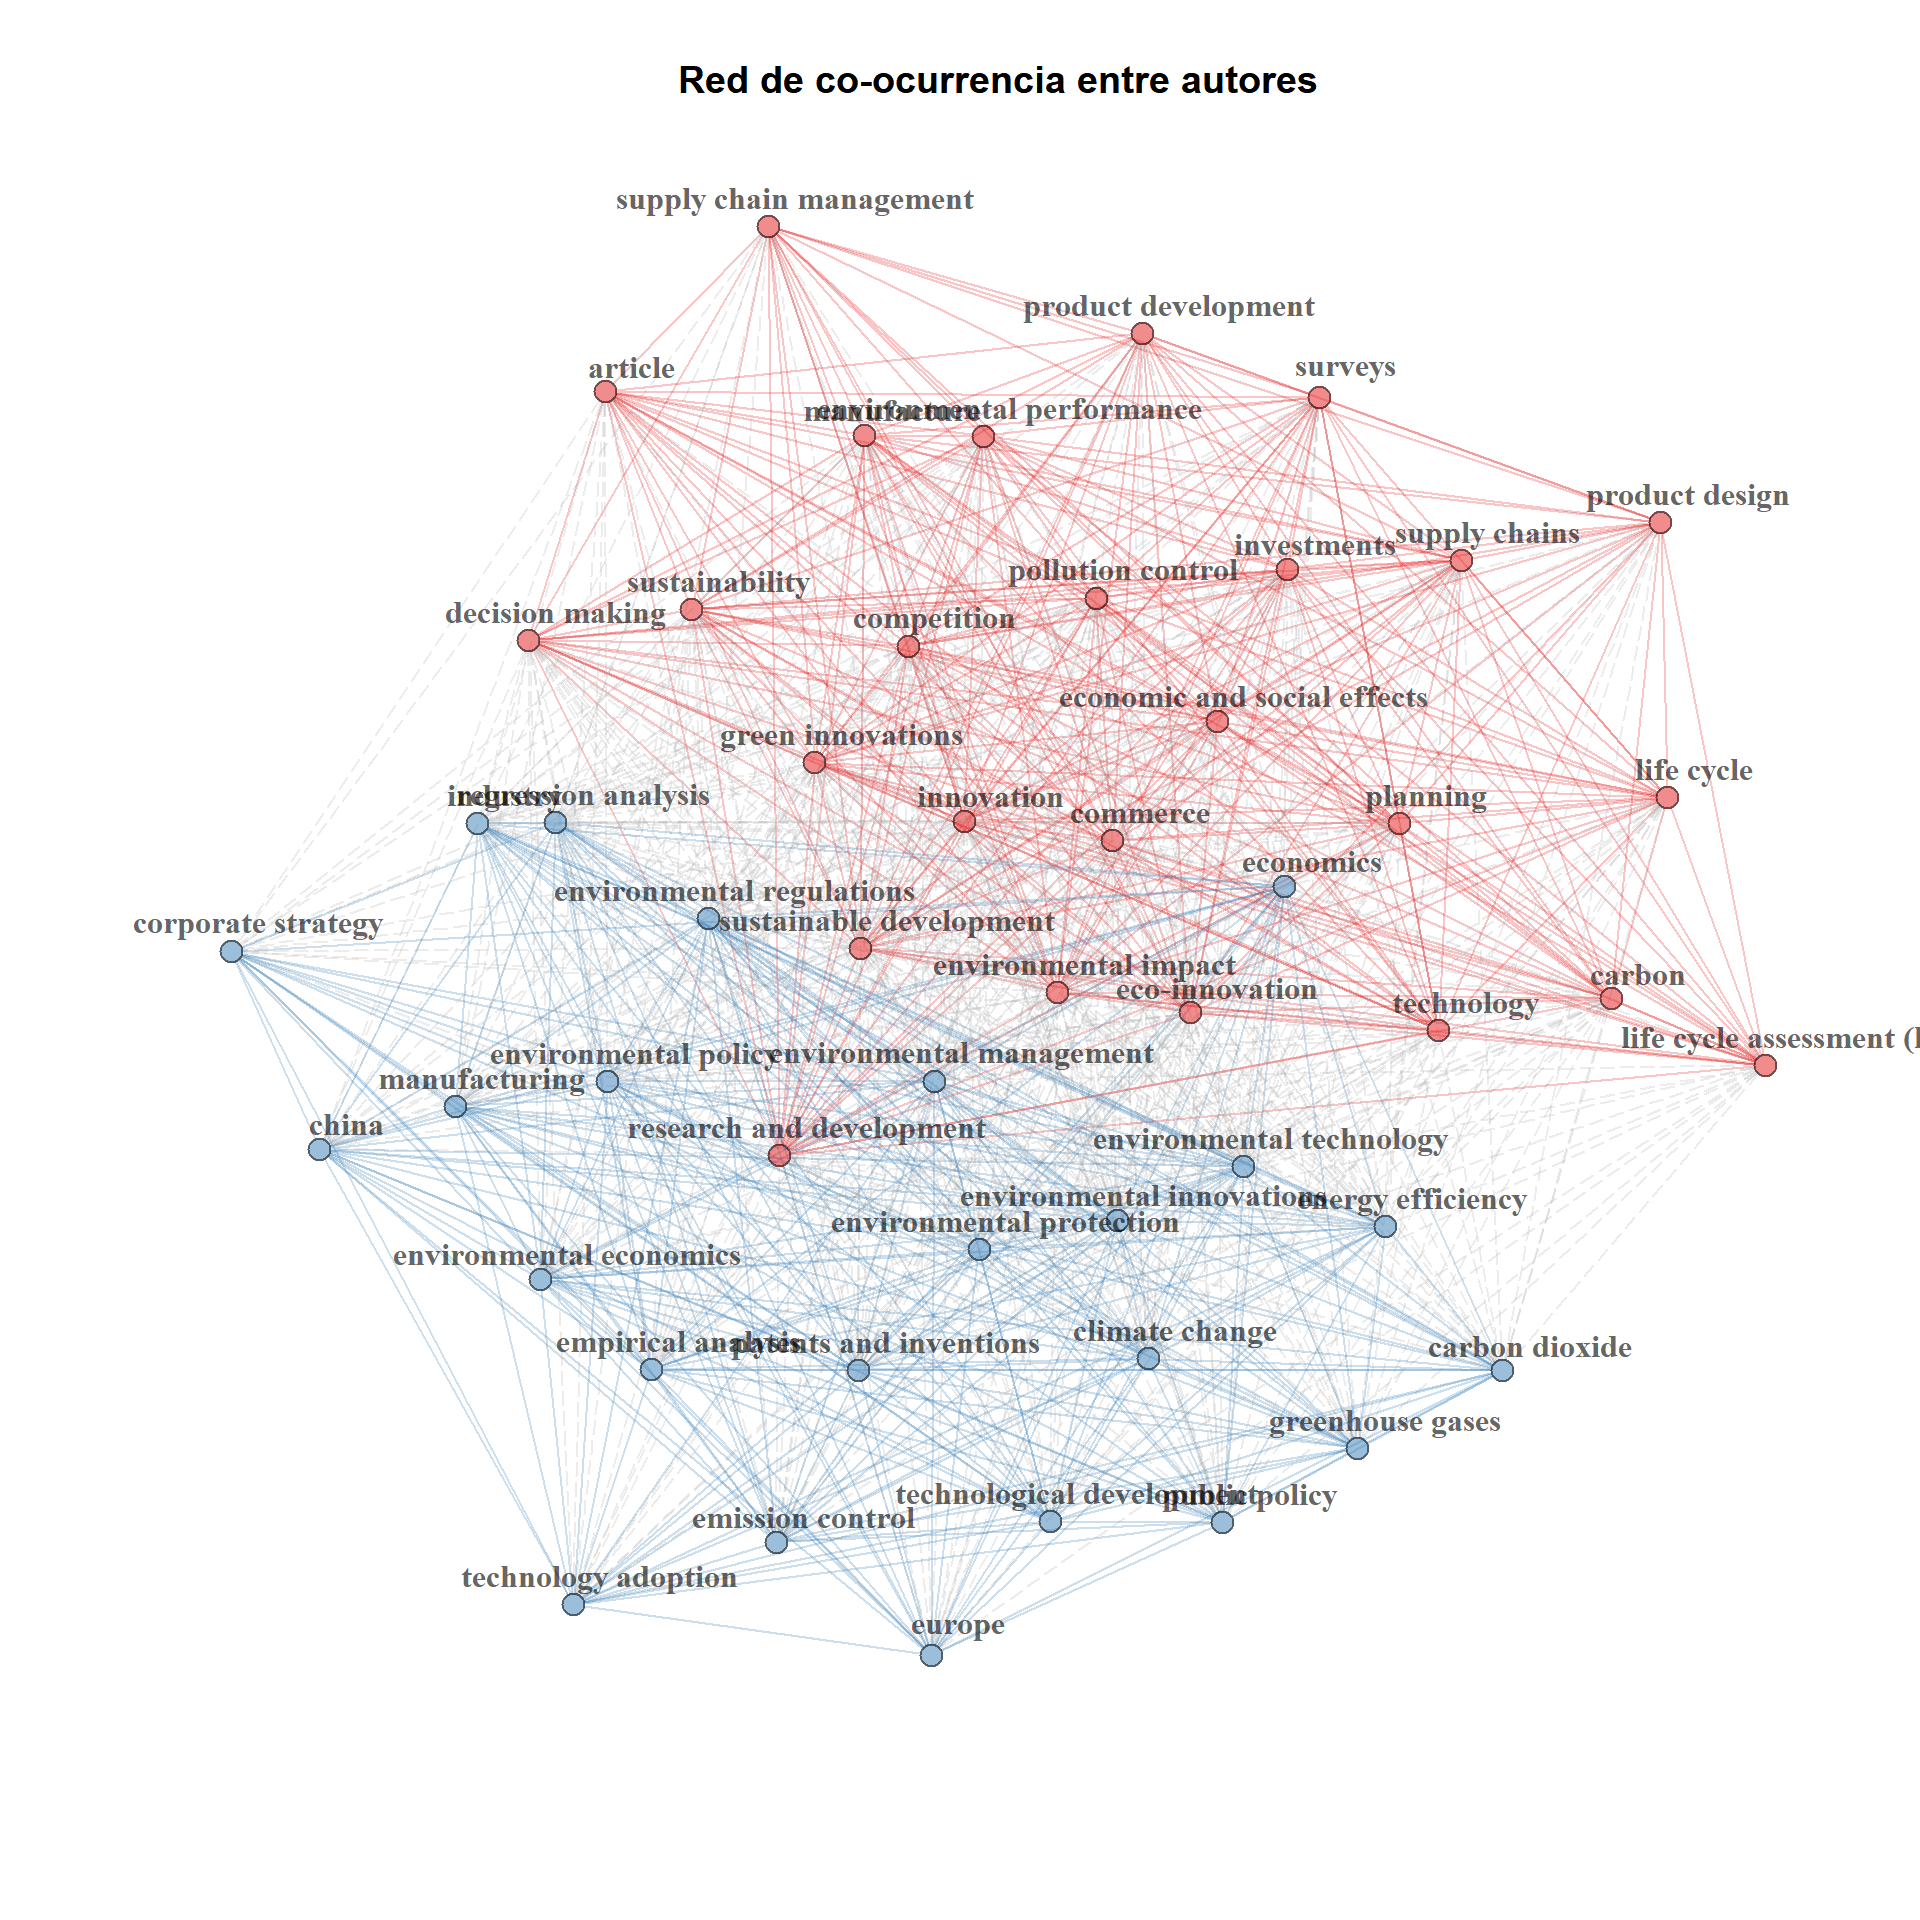 Red de co-ocurrencia entre autores
supply chain management
product development
surveys
article
manufacture
environmental performance
product design
supply chains
investments
pollution control
sustainability
decision making
competition
economic and social effects
green innovations
life cycle
industry
regression analysis
innovation
planning
commerce
economics
environmental regulations
corporate strategy
sustainable development
environmental impact
carbon
eco-innovation
technology
life cycle assessment (l
environmental policy
environmental management
manufacturing
china
research and development
environmental technology
environmental innovations
energy efficiency
environmental protection
environmental economics
climate change
empirical analysis
patents and inventions
carbon dioxide
greenhouse gases
technological development
public policy
emission control
technology adoption
europe